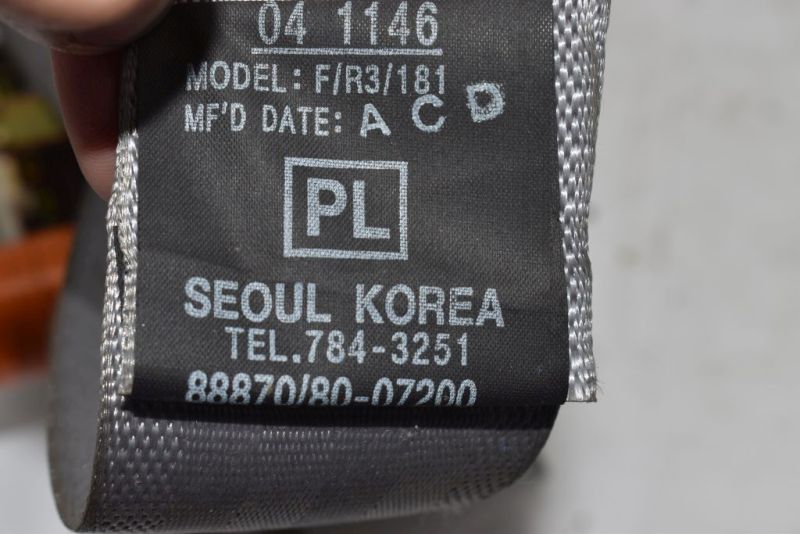 04 1146
MODEL: F/R3/181
MF'D DATE: A C D
PL
SEOUL KOREA
TEL.784-3251
88870/80-07200